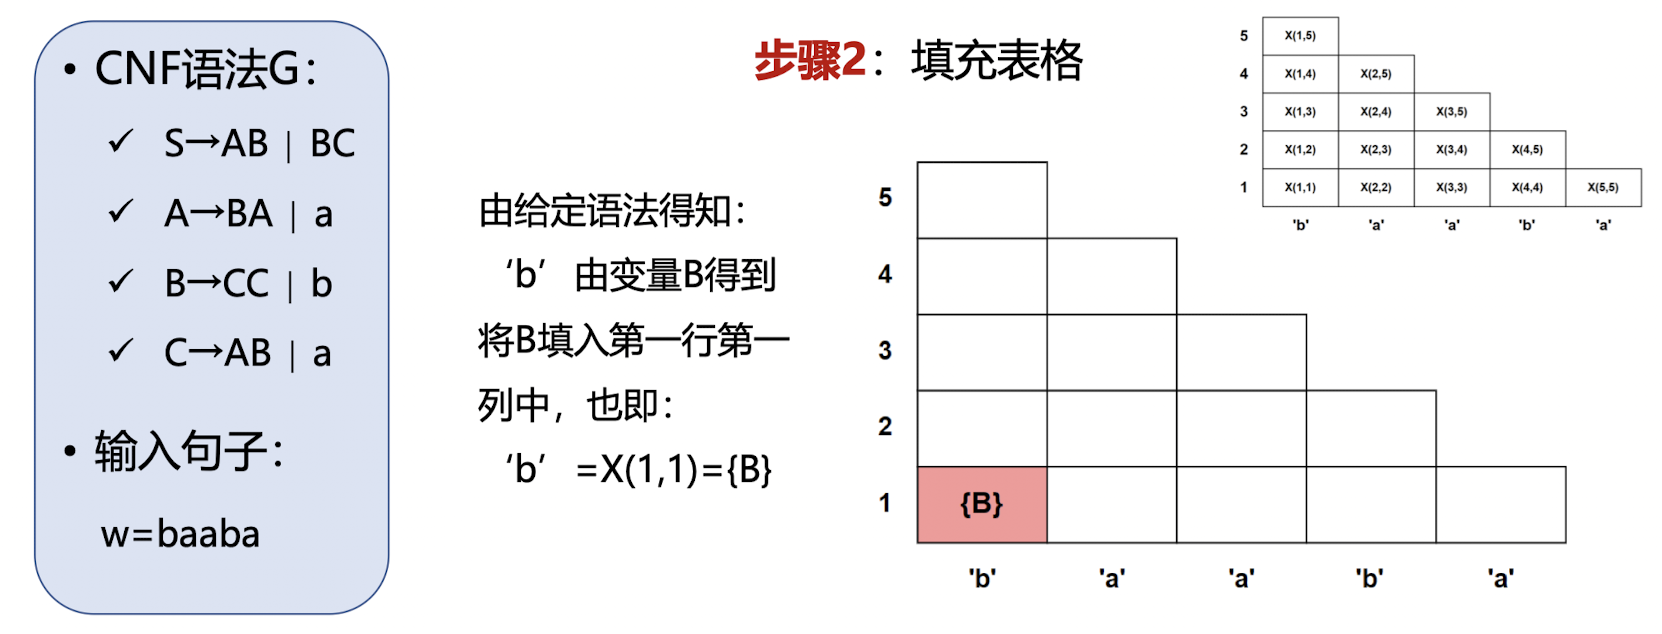 • CNF语法G：
✓ S→AB | BC
✓ A→BA | a
✓ B→CC | b
✓ C→AB | a
• 输入句子：
w=baaba
步骤2：填充表格
由给定语法得知：
‘b’ 由变量B得到
将B填入第一行第一
列中，也即：
‘b’ =X(1,1)={B}
5
4
3
2
1 {B}
'b' 'a' 'a' 'b' 'a'
5 X(1,5)
4 X(1,4) X(2,5)
3 X(1,3) X(2,4) X(3,5)
2 X(1,2) X(2,3) X(3,4) X(4,5)
1 X(1,1) X(2,2) X(3,3) X(4,4) X(5,5)
'b' 'a' 'a' 'b' 'a'